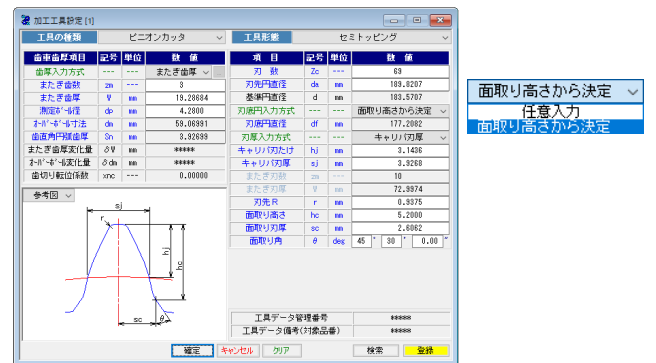 加工工具設定 [1]
工具の種類 ピニオンカッタ 工具形態 セミトッピング
歯車歯厚項目 記号 単位 数 値
歯厚入力方式 --- --- またぎ歯厚
またぎ歯数 zm --- 3
またぎ歯厚 W mm 19.28684
測定ボール径 dp mm 4.2800
オーバーボール寸法 dm mm 59.06991
歯直角円弧歯厚 Sn mm 3.92699
またぎ歯厚変化量 δW mm *****
オーバーボール変化量 δdm mm *****
歯切り転位係数 xnc --- 0.00000
参考図
sj
r
hj
hc
sc
θ
項 目 記号 単位 数 値
刃 数 Zc --- 69
刃先円直径 da mm 189.8207
基準円直径 d mm 183.5707
刃底円入力方式 --- --- 面取り高さから決定
刃底円直径 df mm 177.2082
刃厚入力方式 --- --- キャリパ刃厚
キャリパ刃たけ hj mm 3.1436
キャリパ刃厚 sj mm 3.9268
またぎ刃数 zm --- 10
またぎ刃厚 W mm 72.9974
刃先R r mm 0.9375
面取り高さ hc mm 5.2000
面取り刃厚 sc mm 2.6062
面取り角 θ deg 45 ° 30 ' 0.00 "
工具データ管理番号 *****
工具データ備考(対象品番) *****
確定 キャンセル クリア 検索 登録
面取り高さから決定
任意入力
面取り高さから決定